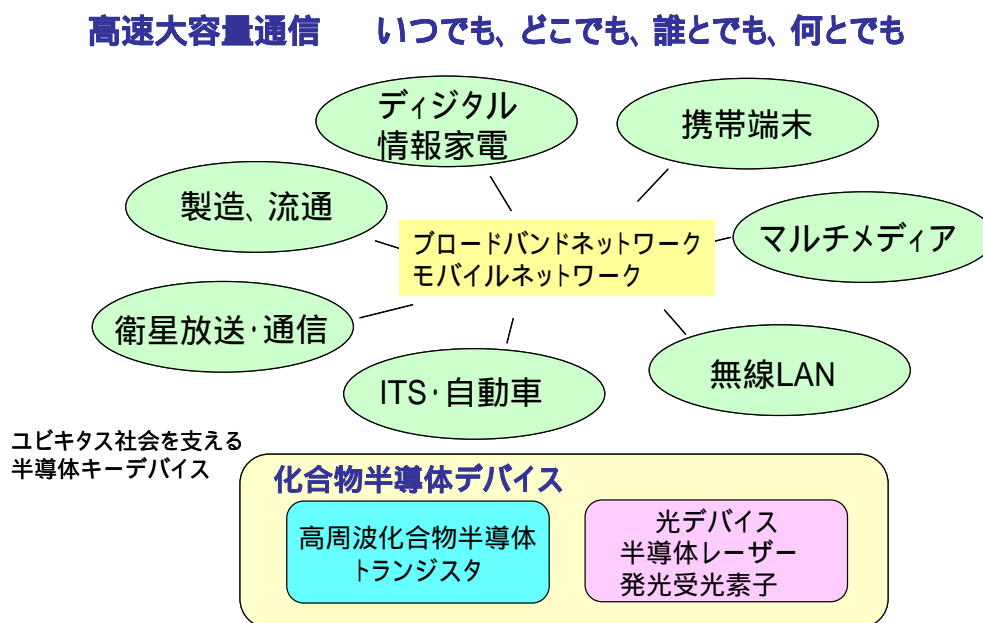 高速大容量通信　いつでも、どこでも、誰とでも、何とでも
ディジタル
情報家電
携帯端末
製造、流通
ブロードバンドネットワーク
モバイルネットワーク
マルチメディア
衛星放送・通信
ITS・自動車
無線LAN
ユビキタス社会を支える
半導体キーデバイス
化合物半導体デバイス
高周波化合物半導体
トランジスタ
光デバイス
半導体レーザー
発光受光素子